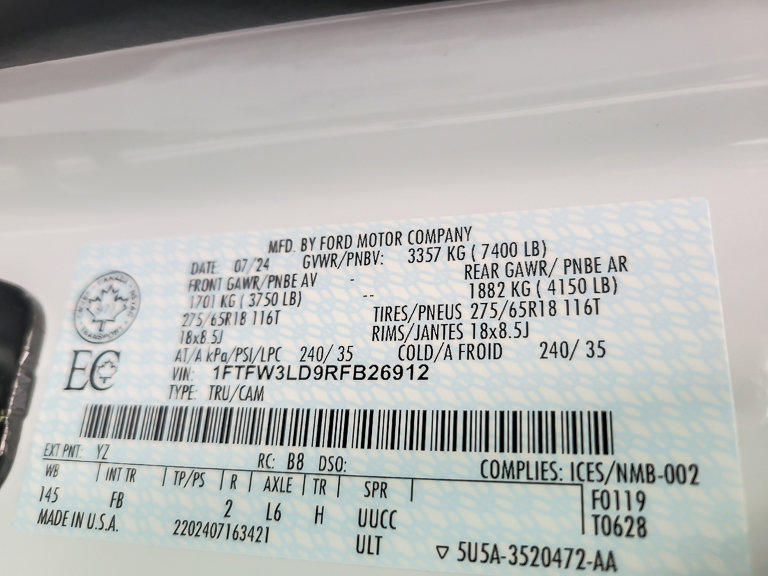 MFD. BY FORD MOTOR COMPANY
DATE: 07/24 GVWR/PNBV: 3357 KG ( 7400 LB)
FRONT GAWR/PNBE AV - REAR GAWR/ PNBE AR
1701 KG ( 3750 LB) -- 1882 KG ( 4150 LB)
275/65R18 116T TIRES/PNEUS 275/65R18 116T
18x8.5J RIMS/JANTES 18x8.5J
AT/A kPa/PSI/LPC 240/ 35 COLD/A FROID 240/ 35
VIN: 1FTFW3LD9RFB26912
TYPE: TRU/CAM
EC
EXT PNT: YZ RC: B8 DSO: COMPLIES: ICES/NMB-002
WB INT TR TP/PS R AXLE TR SPR F0119
145 FB 2 L6 H UUCC T0628
MADE IN U.S.A. 2202407163421 ULT ▽ 5U5A-3520472-AA